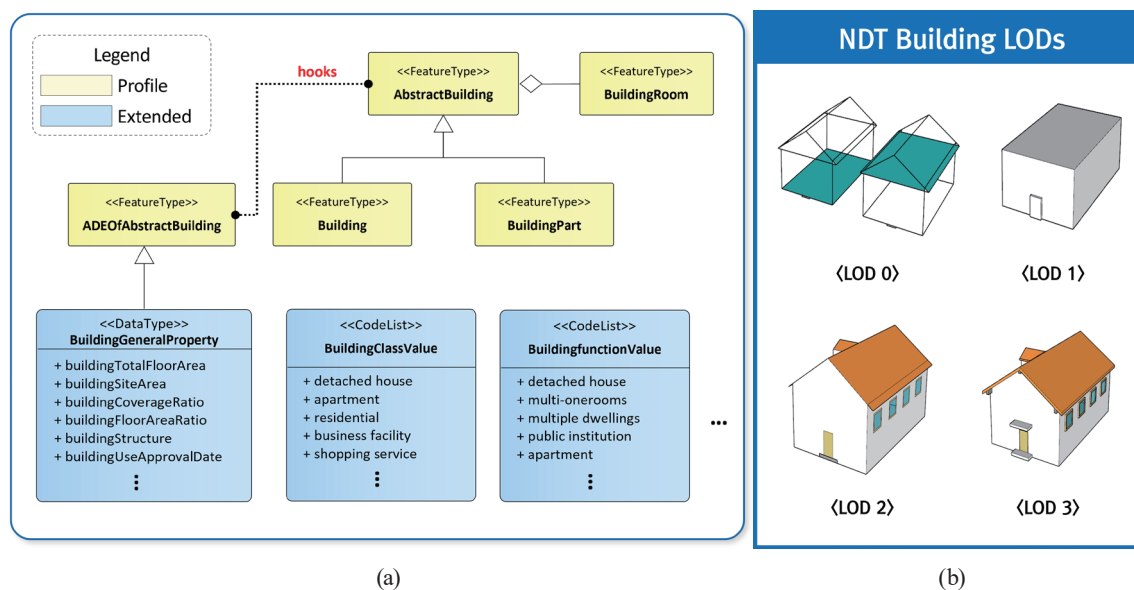 Legend
Profile
Extended
hooks
<<FeatureType>>
AbstractBuilding
<<FeatureType>>
BuildingRoom
<<FeatureType>>
ADEOfAbstractBuilding
<<FeatureType>>
Building
<<FeatureType>>
BuildingPart
<<DataType>>
BuildingGeneralProperty
+ buildingTotalFloorArea
+ buildingSiteArea
+ buildingCoverageRatio
+ buildingFloorAreaRatio
+ buildingStructure
+ buildingUseApprovalDate
<<CodeList>>
BuildingClassValue
+ detached house
+ apartment
+ residential
+ business facility
+ shopping service
<<CodeList>>
BuildingfunctionValue
+ detached house
+ multi-onerooms
+ multiple dwellings
+ public institution
+ apartment
...
(a)
NDT Building LODs
〈LOD 0〉
〈LOD 1〉
〈LOD 2〉
〈LOD 3〉
(b)